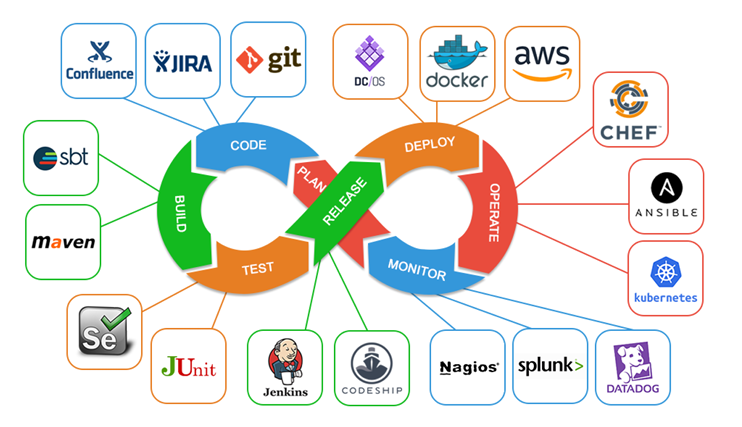 Confluence
JIRA
git
DC/OS
docker
aws
CHEF™
sbt
CODE
DEPLOY
PLAN
RELEASE
BUILD
OPERATE
ANSIBLE
maven
TEST
MONITOR
kubernetes
Se
JUnit
Jenkins
CODESHIP
Nagios®
splunk>
DATADOG